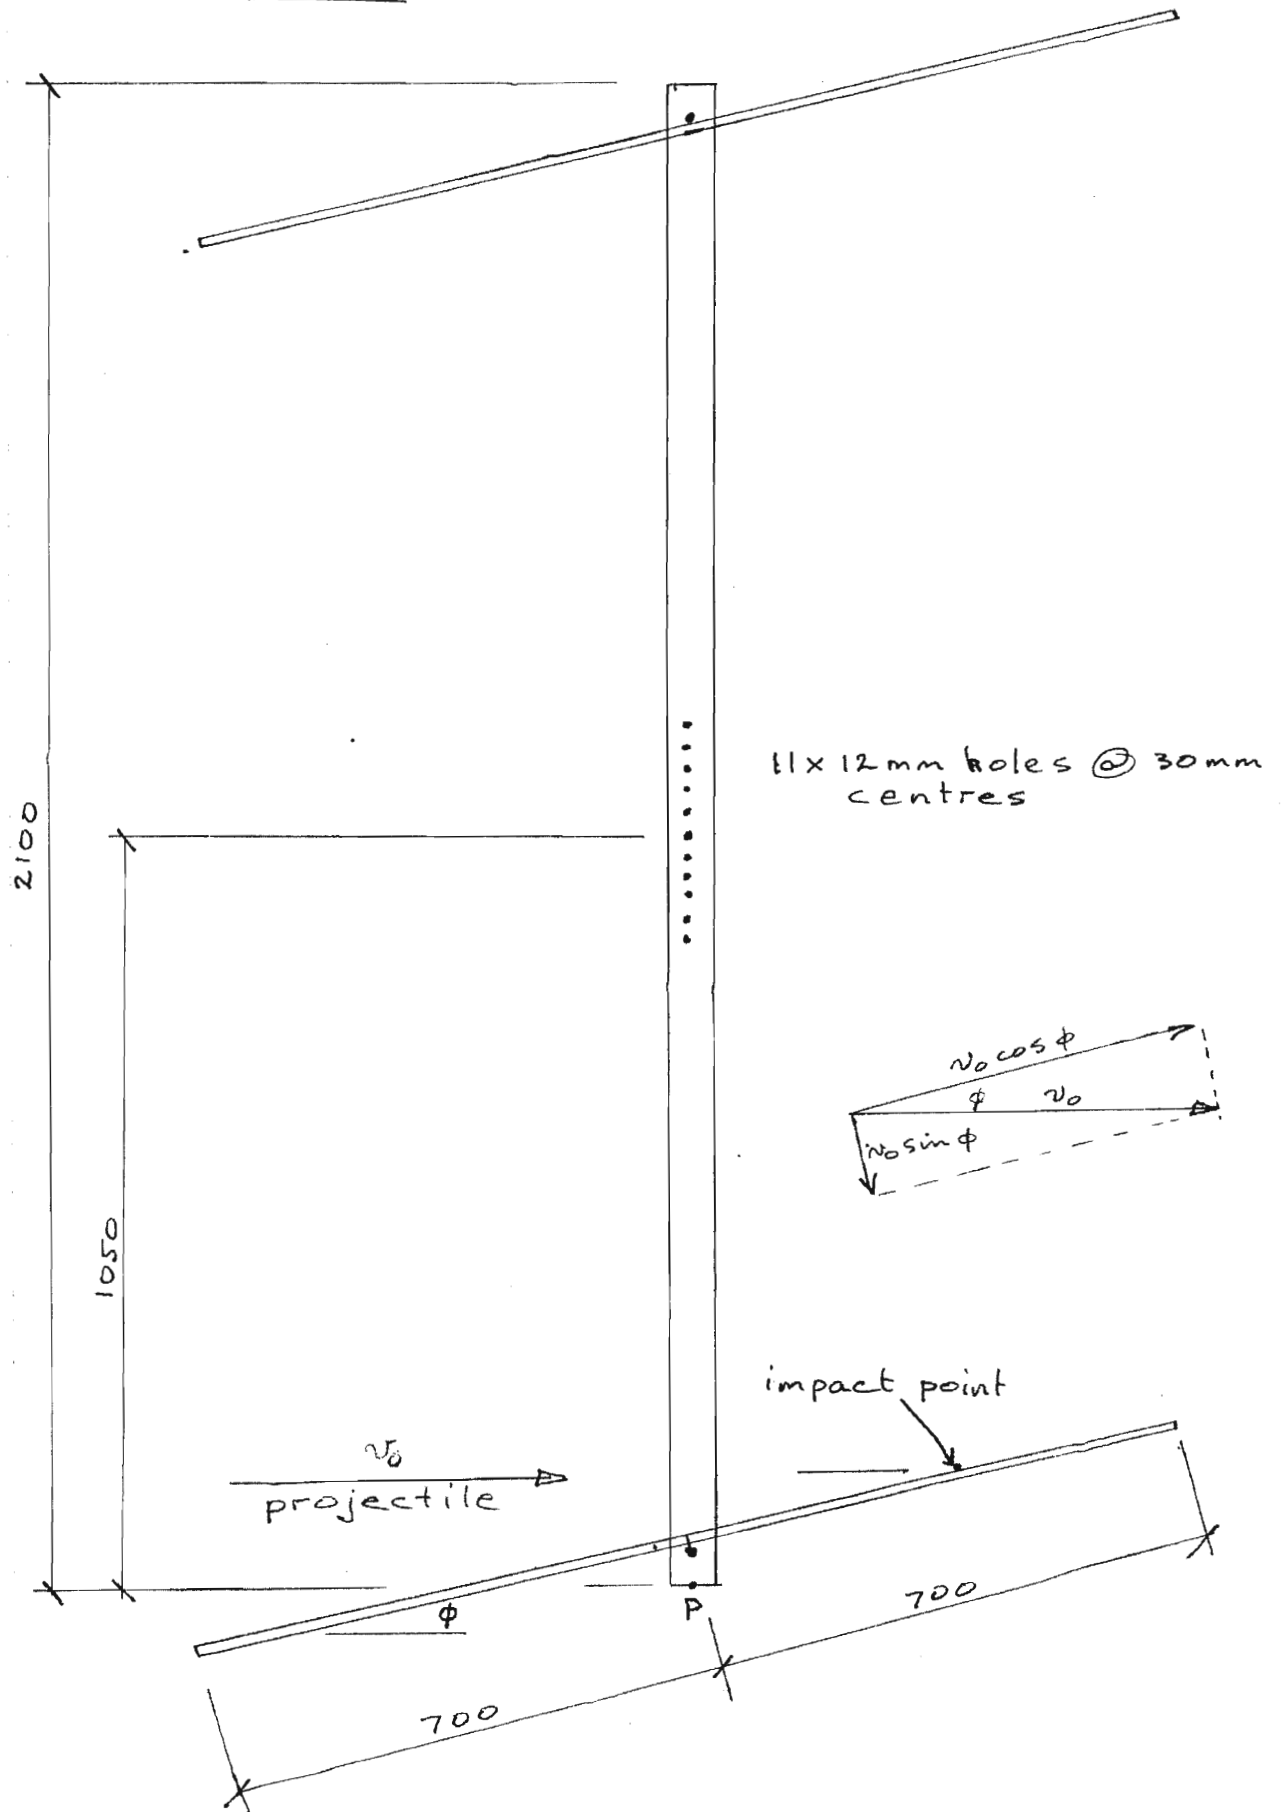 2100
11 x 12mm holes @ 30mm
centres
v₀ cos ϕ
ϕ
v₀
v₀ sin ϕ
1050
impact point
v₀
projectile
ϕ
P
700
700